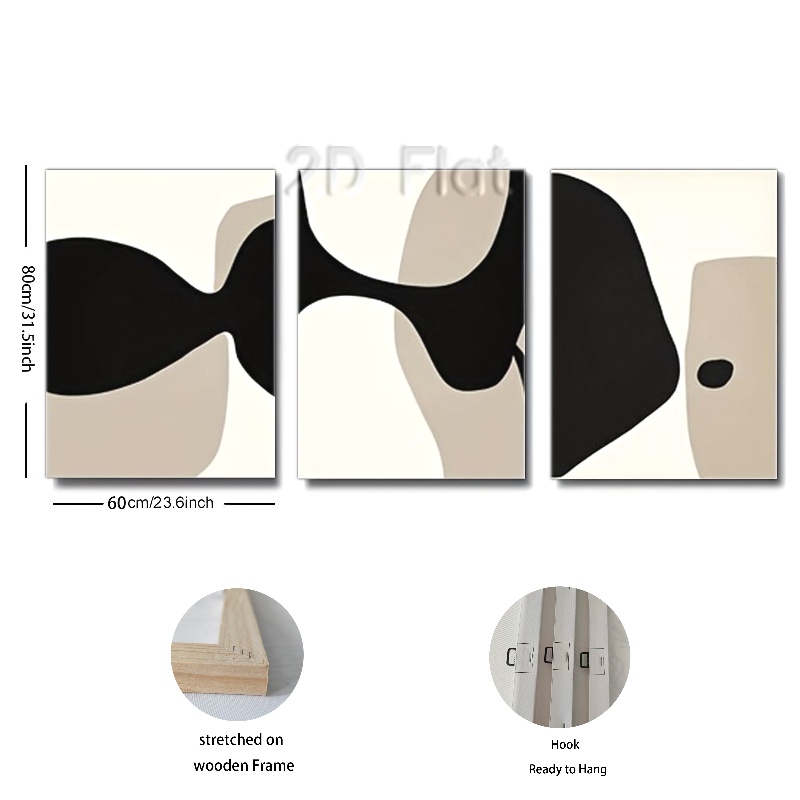 2D Flat
80cm/31.5inch
60cm/23.6inch
stretched on
wooden Frame
Hook
Ready to Hang